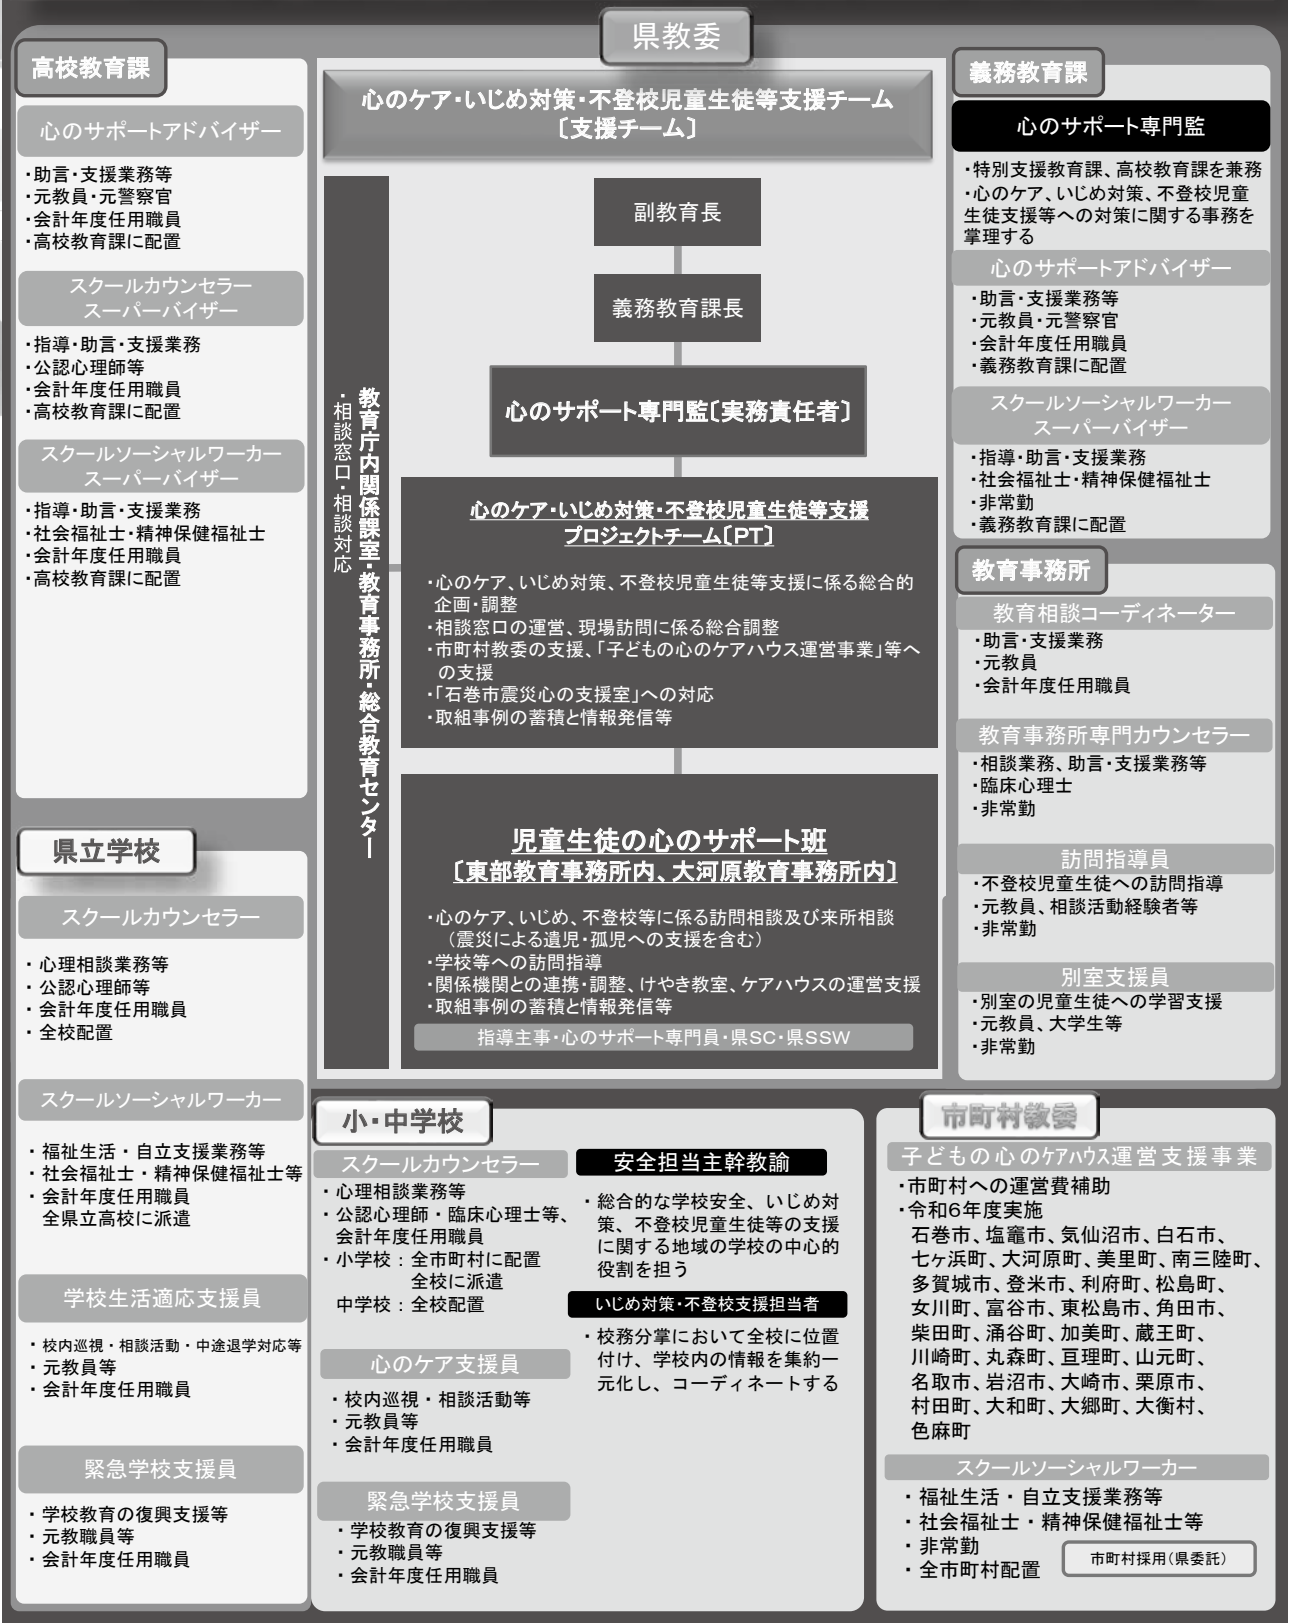 県教委
高校教育課
心のサポートアドバイザー
・助言・支援業務等
・元教員・元警察官
・会計年度任用職員
・高校教育課に配置
スクールカウンセラー
スーパーバイザー
・指導・助言・支援業務
・公認心理師等
・会計年度任用職員
・高校教育課に配置
スクールソーシャルワーカー
スーパーバイザー
・指導・助言・支援業務
・社会福祉士・精神保健福祉士
・会計年度任用職員
・高校教育課に配置
心のケア・いじめ対策・不登校児童生徒等支援チーム
〔支援チーム〕
教育庁内関係課室・教育事務所・総合教育センター
・相談窓口・相談対応
副教育長
義務教育課長
心のサポート専門監〔実務責任者〕
心のケア・いじめ対策・不登校児童生徒等支援
プロジェクトチーム〔PT〕
・心のケア、いじめ対策、不登校児童生徒等支援に係る総合的
企画・調整
・相談窓口の運営、現場訪問に係る総合調整
・市町村教委の支援、「子どもの心のケアハウス運営事業」等へ
の支援
・「石巻市震災心の支援室」への対応
・取組事例の蓄積と情報発信等
児童生徒の心のサポート班
〔東部教育事務所内、大河原教育事務所内〕
・心のケア、いじめ、不登校等に係る訪問相談及び来所相談
（震災による遺児・孤児への支援を含む）
・学校等への訪問指導
・関係機関との連携・調整、けやき教室、ケアハウスの運営支援
・取組事例の蓄積と情報発信等
指導主事・心のサポート専門員・県SC・県SSW
義務教育課
心のサポート専門監
・特別支援教育課、高校教育課を兼務
・心のケア、いじめ対策、不登校児童
生徒支援等への対策に関する事務を
掌理する
心のサポートアドバイザー
・助言・支援業務等
・元教員・元警察官
・会計年度任用職員
・義務教育課に配置
スクールソーシャルワーカー
スーパーバイザー
・指導・助言・支援業務
・社会福祉士・精神保健福祉士
・非常勤
・義務教育課に配置
教育事務所
教育相談コーディネーター
・助言・支援業務
・元教員
・会計年度任用職員
教育事務所専門カウンセラー
・相談業務、助言・支援業務等
・臨床心理士
・非常勤
訪問指導員
・不登校児童生徒への訪問指導
・元教員、相談活動経験者等
・非常勤
別室支援員
・別室の児童生徒への学習支援
・元教員、大学生等
・非常勤
県立学校
スクールカウンセラー
・心理相談業務等
・公認心理師等
・会計年度任用職員
・全校配置
スクールソーシャルワーカー
・福祉生活・自立支援業務等
・社会福祉士・精神保健福祉士等
・会計年度任用職員
全県立高校に派遣
学校生活適応支援員
・校内巡視・相談活動・中途退学対応等
・元教員等
・会計年度任用職員
緊急学校支援員
・学校教育の復興支援等
・元教職員等
・会計年度任用職員
小・中学校
スクールカウンセラー
・心理相談業務等
・公認心理師・臨床心理士等、
会計年度任用職員
・小学校：全市町村に配置
全校に派遣
中学校：全校配置
心のケア支援員
・校内巡視・相談活動等
・元教員等
・会計年度任用職員
緊急学校支援員
・学校教育の復興支援等
・元教職員等
・会計年度任用職員
安全担当主幹教諭
・総合的な学校安全、いじめ対
策、不登校児童生徒等の支援
に関する地域の学校の中心的
役割を担う
いじめ対策・不登校支援担当者
・校務分掌において全校に位置
付け、学校内の情報を集約一
元化し、コーディネートする
市町村教委
子どもの心のケアハウス運営支援事業
・市町村への運営費補助
・令和6年度実施
石巻市、塩竈市、気仙沼市、白石市、
七ヶ浜町、大河原町、美里町、南三陸町、
多賀城市、登米市、利府町、松島町、
女川町、富谷市、東松島市、角田市、
柴田町、涌谷町、加美町、蔵王町、
川崎町、丸森町、亘理町、山元町、
名取市、岩沼市、大崎市、栗原市、
村田町、大和町、大郷町、大衡村、
色麻町
スクールソーシャルワーカー
・福祉生活・自立支援業務等
・社会福祉士・精神保健福祉士等
・非常勤
・全市町村配置
市町村採用（県委託）